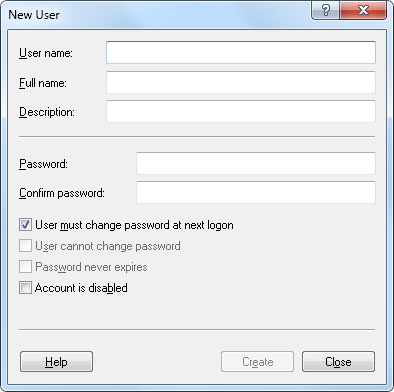 New User
?
User name:
Full name:
Description:
Password:
Confirm password:
User must change password at next logon
User cannot change password
Password never expires
Account is disabled
Help
Create
Close